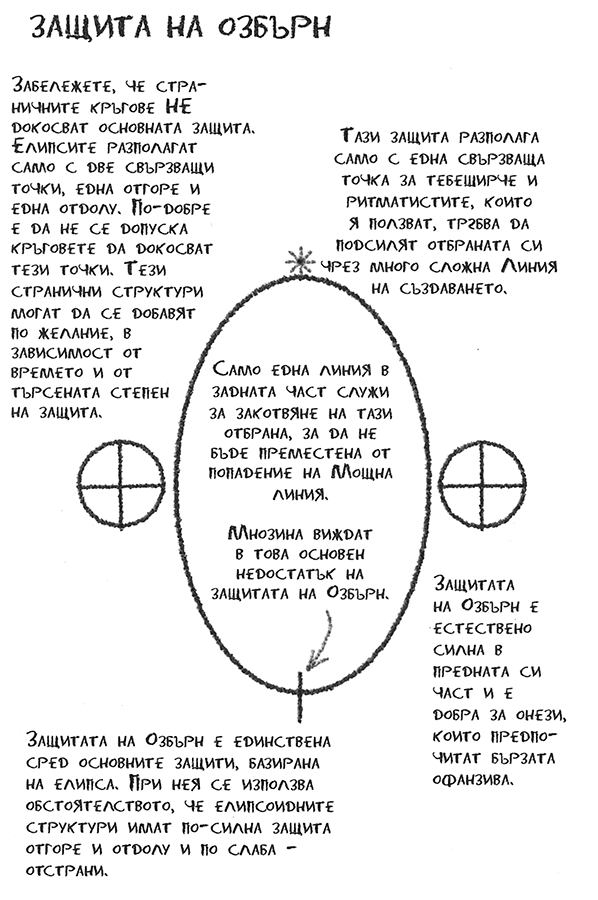 ЗАЩИТА НА ОЗБЪРН
ЗАБЕЛЕЖЕТЕ, ЧЕ СТРА-
НИЧНИТЕ КРЪГОВЕ НЕ
ДОКОСВАТ ОСНОВНАТА ЗАЩИТА.
ЕЛИПСИТЕ РАЗПОЛАГАТ
САМО С ДВЕ СВЪРЗВАЩИ
ТОЧКИ, ЕДНА ОТГОРЕ И
ЕДНА ОТДОЛУ. ПО-ДОБРЕ
Е ДА НЕ СЕ ДОПУСКА
КРЪГОВЕТЕ ДА ДОКОСВАТ
ТЕЗИ ТОЧКИ. ТЕЗИ
СТРАНИЧНИ СТРУКТУРИ
МОГАТ ДА СЕ ДОБАВЯТ
ПО ЖЕЛАНИЕ, В
ЗАВИСИМОСТ ОТ
ВРЕМЕТО И ОТ
ТЪРСЕНАТА СТЕПЕН
НА ЗАЩИТА.
ТАЗИ ЗАЩИТА РАЗПОЛАГА
САМО С ЕДНА СВЪРЗВАЩА
ТОЧКА ЗА ТЕБЕШИРЧЕ И
РИТМАТИСТИТЕ, КОИТО
Я ПОЛЗВАТ, ТРГБВА ДА
ПОДСИЛЯТ ОТБРАНАТА СИ
ЧРЕЗ МНОГО СЛОЖНА ЛИНИЯ
НА СЪЗДАВАНЕТО.
САМО ЕДНА ЛИНИЯ В
ЗАДНАТА ЧАСТ СЛУЖИ
ЗА ЗАКОТВЯНЕ НА ТАЗИ
ОТБРАНА, ЗА ДА НЕ
БЪДЕ ПРЕМЕСТЕНА ОТ
ПОПАДЕНИЕ НА МОЩНА
ЛИНИЯ.
МНОЗИНА ВИЖДАТ
В ТОВА ОСНОВЕН
НЕДОСТАТЪК НА
ЗАЩИТАТА НА ОЗБЪРН.
ЗАЩИТАТА
НА ОЗБЪРН Е
ЕСТЕСТВЕНО
СИЛНА В
ПРЕДНАТА СИ
ЧАСТ И Е
ДОБРА ЗА ОНЕЗИ,
КОИТО ПРЕДПО-
ЧИТАТ БЪРЗАТА
ОФАНЗИВА.
ЗАЩИТАТА НА ОЗБЪРН Е ЕДИНСТВЕНА
СРЕД ОСНОВНИТЕ ЗАЩИТИ, БАЗИРАНА
НА ЕЛИПСА. ПРИ НЕЯ СЕ ИЗПОЛЗВА
ОБСТОЯТЕЛСТВОТО, ЧЕ ЕЛИПСОИДНИТЕ
СТРУКТУРИ ИМАТ ПО-СИЛНА ЗАЩИТА
ОТГОРЕ И ОТДОЛУ И ПО СЛАБА -
ОТСТРАНИ.